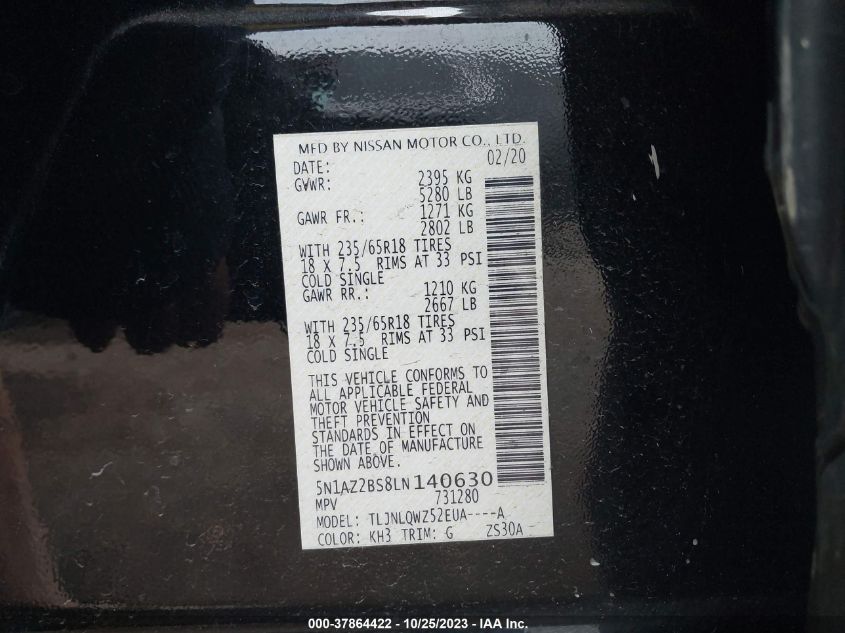 MFD BY NISSAN MOTOR CO., LTD.
DATE: 02/20
GVWR: 2395 KG
5280 LB
GAWR FR.: 1271 KG
2802 LB
WITH 235/65R18 TIRES
18 X 7.5 RIMS AT 33 PSI
COLD SINGLE
GAWR RR.: 1210 KG
2667 LB
WITH 235/65R18 TIRES
18 X 7.5 RIMS AT 33 PSI
COLD SINGLE
THIS VEHICLE CONFORMS TO
ALL APPLICABLE FEDERAL
MOTOR VEHICLE SAFETY AND
THEFT PREVENTION
STANDARDS IN EFFECT ON
THE DATE OF MANUFACTURE
SHOWN ABOVE.
5N1AZ2BS8LN140630
MPV 731280
MODEL: TLJNLQWZ52EUA----A
COLOR: KH3 TRIM: G ZS30A
000-37864422 - 10/25/2023 - IAA Inc.